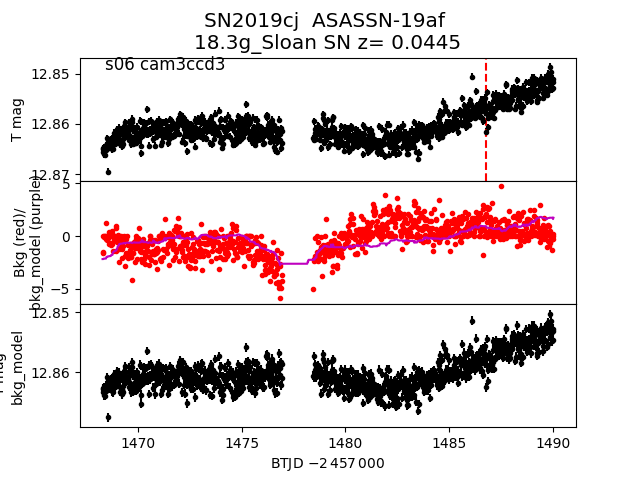 SN2019cj  ASASSN-19af
18.3g_Sloan SN z= 0.0445
s06 cam3ccd3
T mag
12.85
12.86
12.87
Bkg (red)/
bkg_model (purple)
5
0
−5
bkg_model
12.85
12.86
1470
1475
1480
1485
1490
BTJD −2 457 000